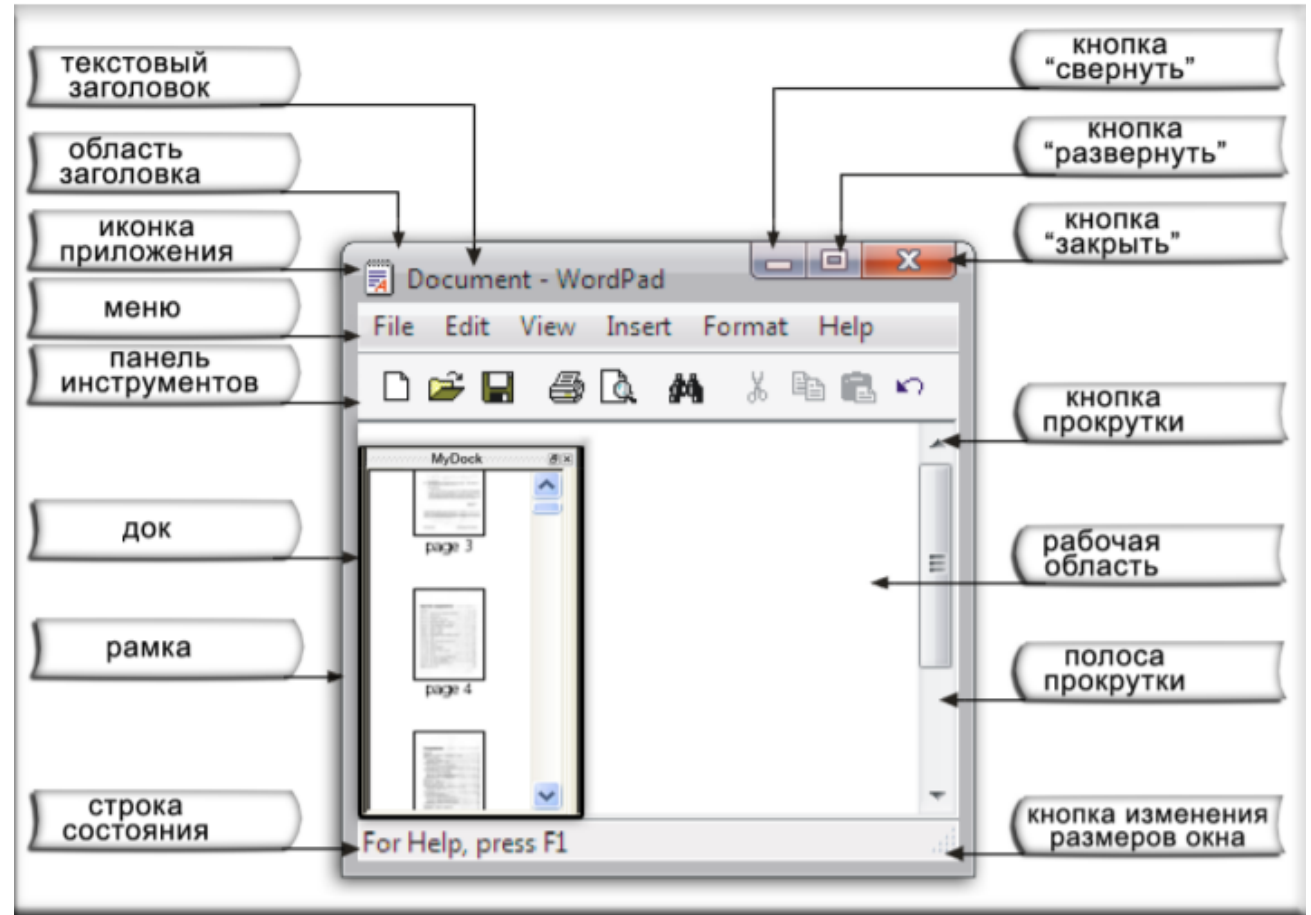 текстовый
заголовок
область
заголовка
иконка
приложения
меню
панель
инструментов
док
рамка
строка
состояния
Document - WordPad
File Edit View Insert Format Help
MyDock
page 3
page 4
For Help, press F1
кнопка
“свернуть”
кнопка
“развернуть”
кнопка
“закрыть”
кнопка
прокрутки
рабочая
область
полоса
прокрутки
кнопка изменения
размеров окна